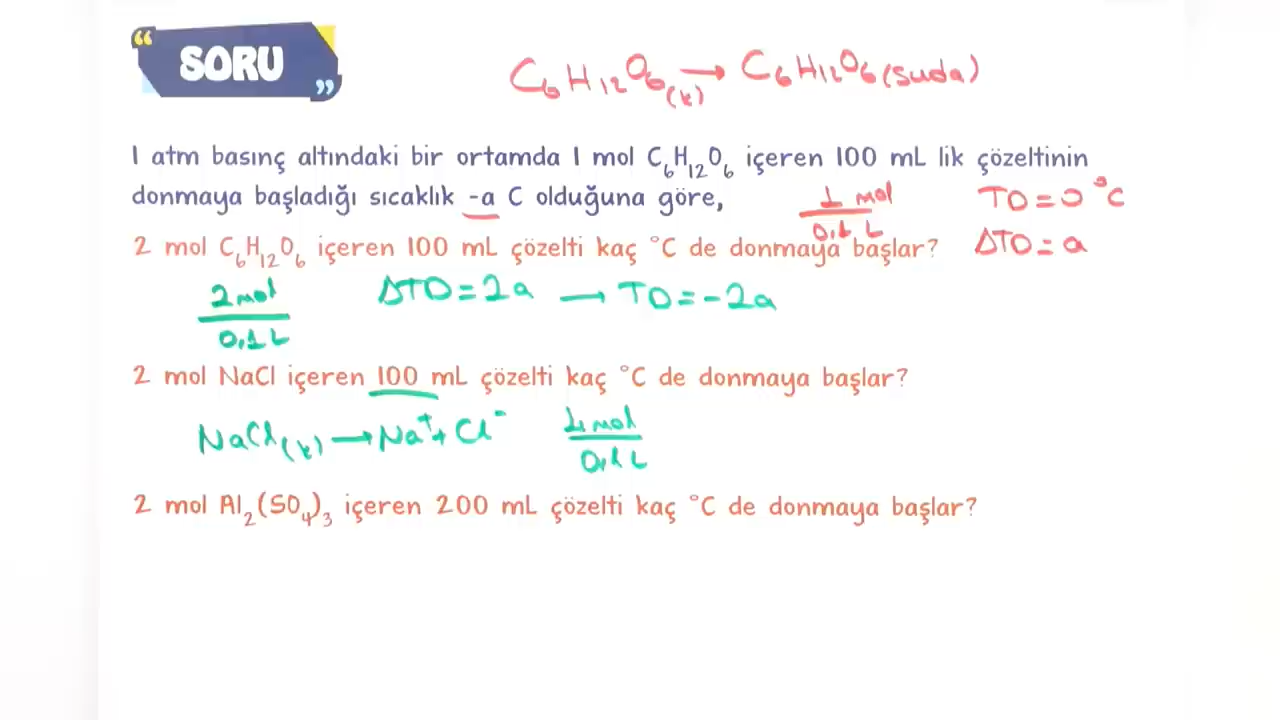 “ SORU ”
C₆H₁₂O₆(k) → C₆H₁₂O₆(suda)
1 atm basınç altındaki bir ortamda 1 mol C₆H₁₂O₆ içeren 100 mL lik çözeltinin
donmaya başladığı sıcaklık -a C olduğuna göre,
1 mol
0,1 L
TD = 0 °C
2 mol C₆H₁₂O₆ içeren 100 mL çözelti kaç °C de donmaya başlar?
ΔTD = a
2 mol
0,1 L
ΔTD = 2a → TD = -2a
2 mol NaCl içeren 100 mL çözelti kaç °C de donmaya başlar?
NaCl(k) → Na⁺ + Cl⁻
4 mol
0,1 L
2 mol Al₂(SO₄)₃ içeren 200 mL çözelti kaç °C de donmaya başlar?